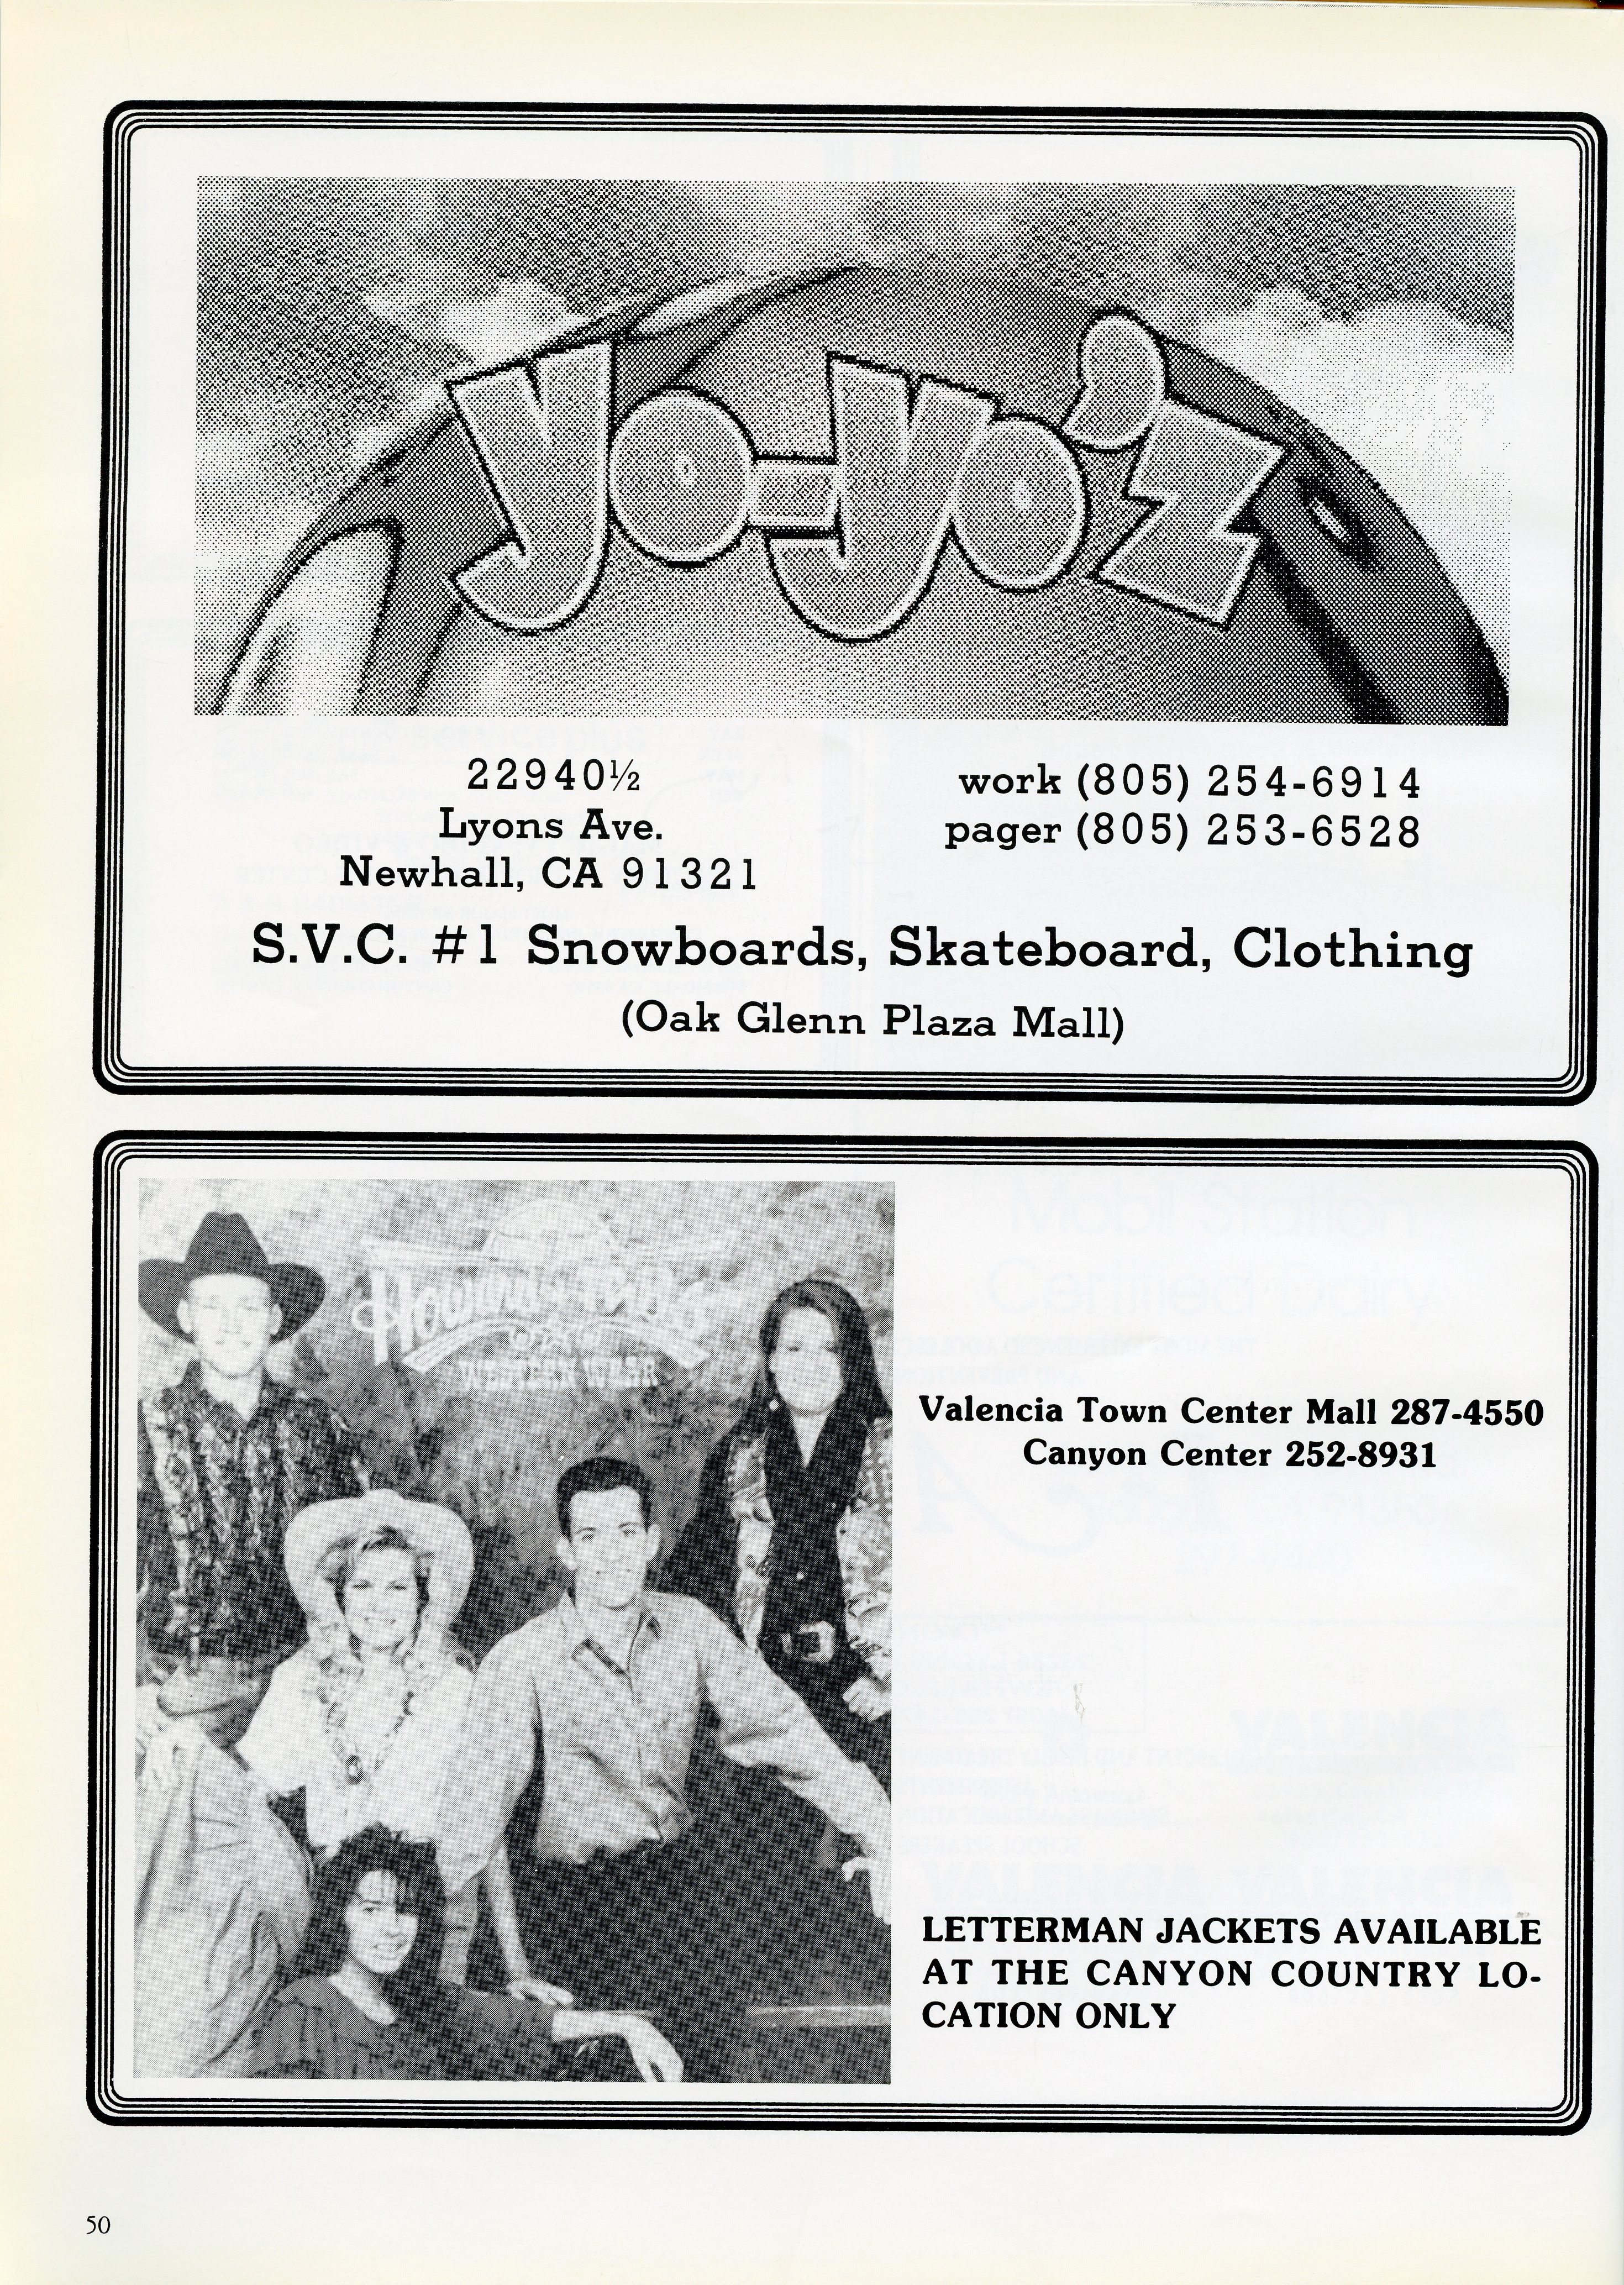 Yo-Yo'z
22940½
Lyons Ave.
Newhall, CA 91321
work (805) 254-6914
pager (805) 253-6528
S.V.C. #1 Snowboards, Skateboard, Clothing
(Oak Glenn Plaza Mall)
Howard & Phil's
WESTERN WEAR
Valencia Town Center Mall 287-4550
Canyon Center 252-8931
LETTERMAN JACKETS AVAILABLE
AT THE CANYON COUNTRY LO-
CATION ONLY
50